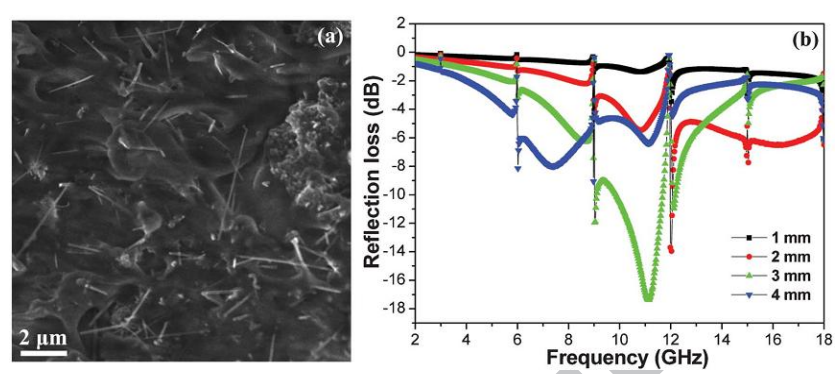 (a)
2 μm
(b)
Reflection loss (dB)
2
0
-2
-4
-6
-8
-10
-12
-14
-16
-18
1 mm
2 mm
3 mm
4 mm
2 4 6 8 10 12 14 16 18
Frequency (GHz)